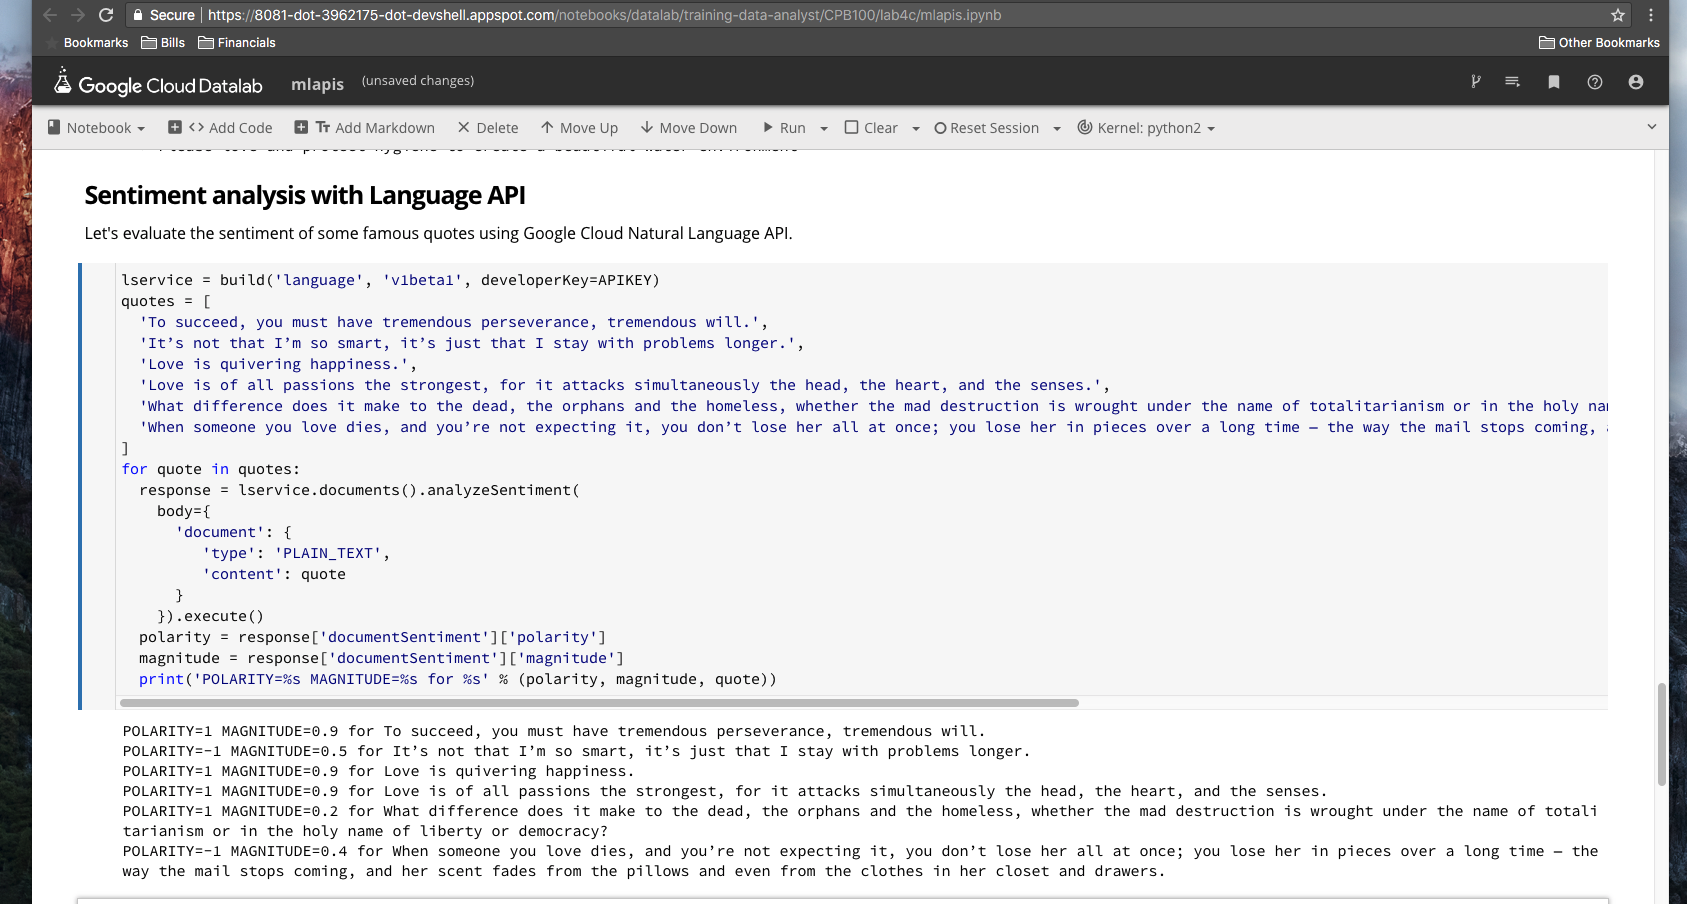 Secure | https://8081-dot-3962175-dot-devshell.appspot.com/notebooks/datalab/training-data-analyst/CPB100/lab4c/mlapis.ipynb
Bookmarks Bills Financials Other Bookmarks
Google Cloud Datalab mlapis (unsaved changes)
Notebook <> Add Code Tт Add Markdown Delete Move Up Move Down Run Clear Reset Session Kernel: python2
Please love and protect hygiene to create a beautiful water environment
Sentiment analysis with Language API
Let's evaluate the sentiment of some famous quotes using Google Cloud Natural Language API.
lservice = build('language', 'v1beta1', developerKey=APIKEY)
quotes = [
  'To succeed, you must have tremendous perseverance, tremendous will.',
  'It’s not that I’m so smart, it’s just that I stay with problems longer.',
  'Love is quivering happiness.',
  'Love is of all passions the strongest, for it attacks simultaneously the head, the heart, and the senses.',
  'What difference does it make to the dead, the orphans and the homeless, whether the mad destruction is wrought under the name of totalitarianism or in the holy
  'When someone you love dies, and you’re not expecting it, you don’t lose her all at once; you lose her in pieces over a long time — the way the mail stops coming,
]
for quote in quotes:
  response = lservice.documents().analyzeSentiment(
    body={
      'document': {
         'type': 'PLAIN_TEXT',
         'content': quote
      }
    }).execute()
  polarity = response['documentSentiment']['polarity']
  magnitude = response['documentSentiment']['magnitude']
  print('POLARITY=%s MAGNITUDE=%s for %s' % (polarity, magnitude, quote))
POLARITY=1 MAGNITUDE=0.9 for To succeed, you must have tremendous perseverance, tremendous will.
POLARITY=-1 MAGNITUDE=0.5 for It’s not that I’m so smart, it’s just that I stay with problems longer.
POLARITY=1 MAGNITUDE=0.9 for Love is quivering happiness.
POLARITY=1 MAGNITUDE=0.9 for Love is of all passions the strongest, for it attacks simultaneously the head, the heart, and the senses.
POLARITY=1 MAGNITUDE=0.2 for What difference does it make to the dead, the orphans and the homeless, whether the mad destruction is wrought under the name of totali
tarianism or in the holy name of liberty or democracy?
POLARITY=-1 MAGNITUDE=0.4 for When someone you love dies, and you’re not expecting it, you don’t lose her all at once; you lose her in pieces over a long time — the
way the mail stops coming, and her scent fades from the pillows and even from the clothes in her closet and drawers.